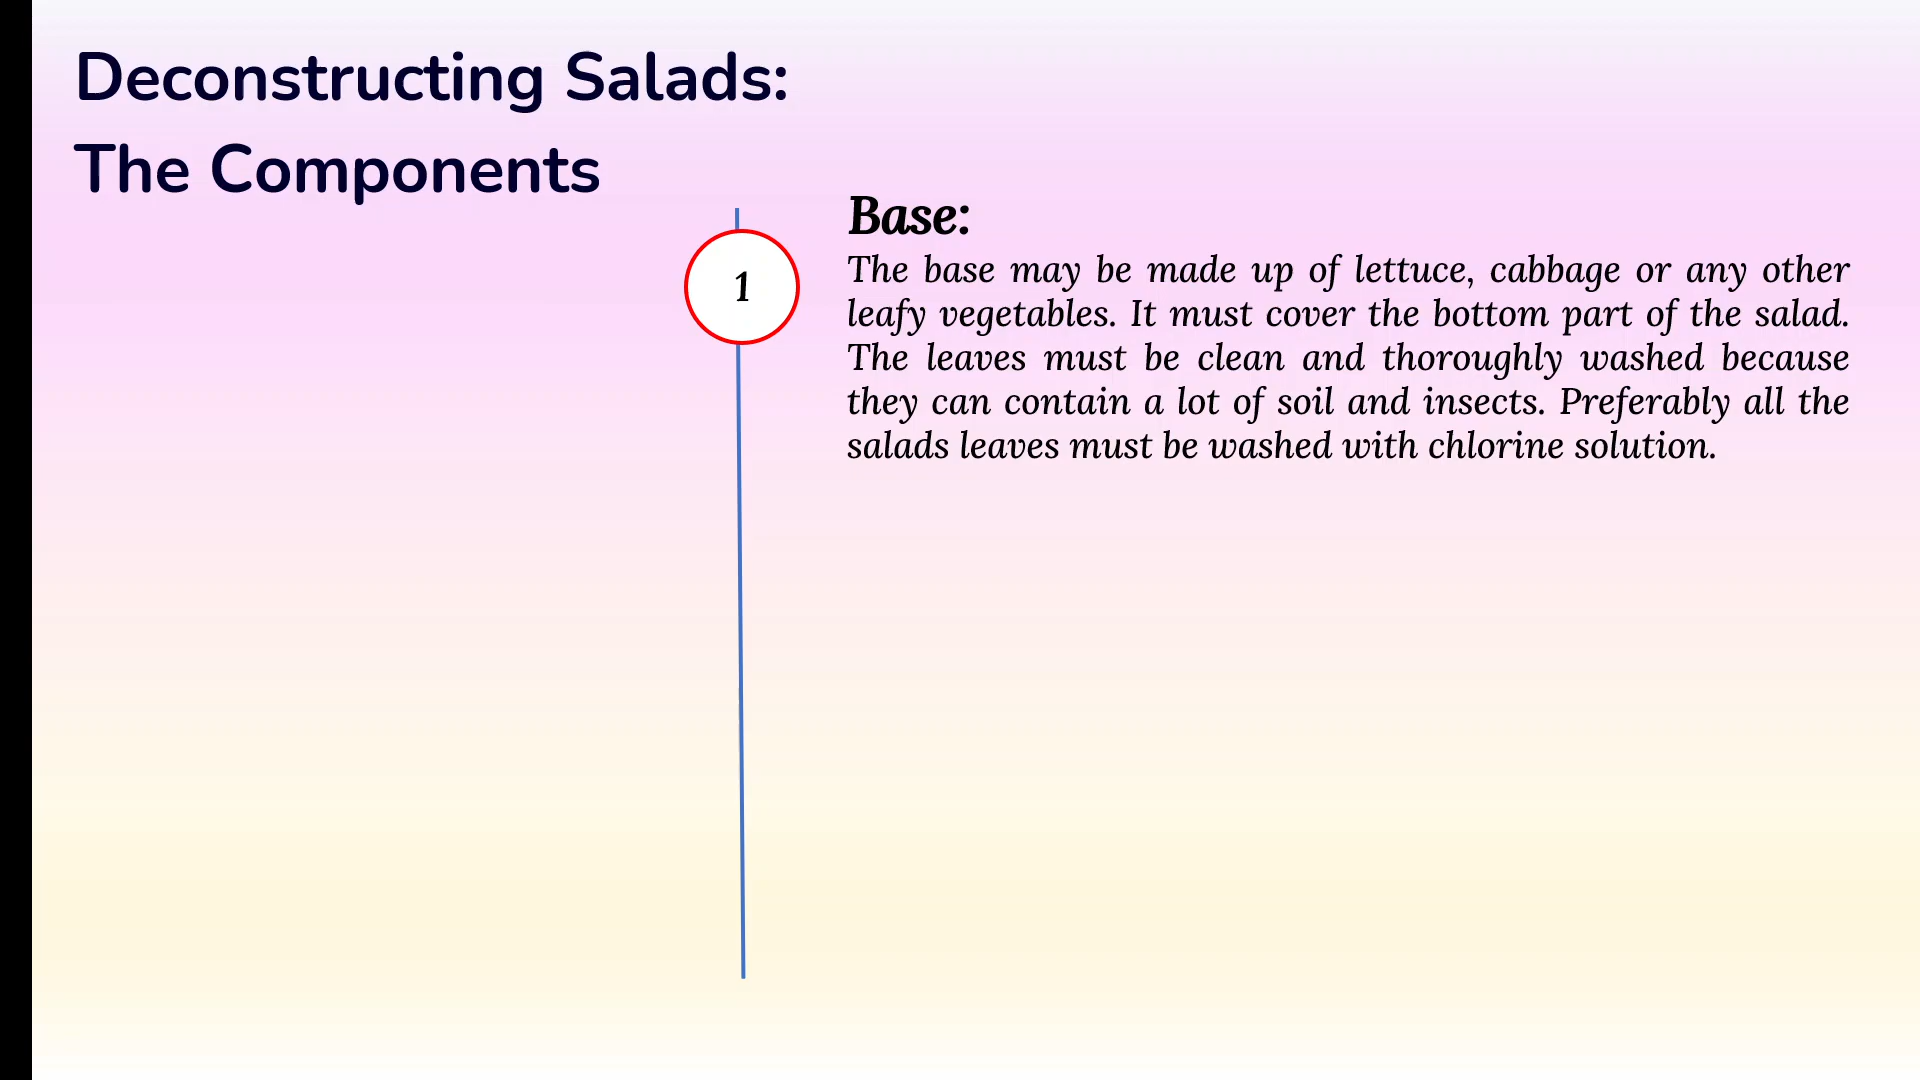 Deconstructing Salads:
The Components
1
Base:
The base may be made up of lettuce, cabbage or any other
leafy vegetables. It must cover the bottom part of the salad.
The leaves must be clean and thoroughly washed because
they can contain a lot of soil and insects. Preferably all the
salads leaves must be washed with chlorine solution.